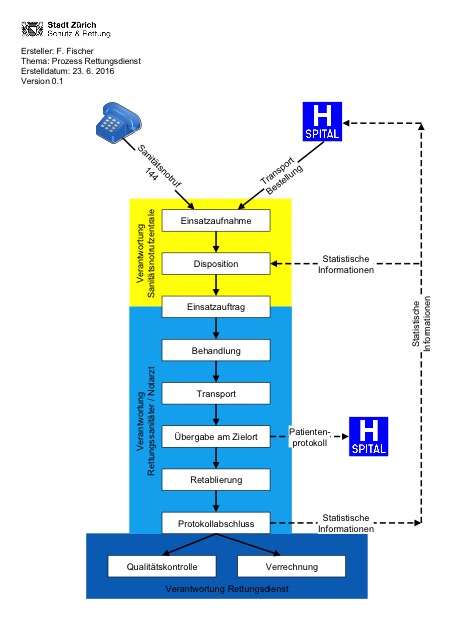 Stadt Zürich
Schutz & Rettung
Ersteller: F. Fischer
Thema: Prozess Rettungsdienst
Erstelldatum: 23. 6. 2016
Version 0.1
H
SPITAL
Sanitätsnotruf
144
Transport
Bestellung
Verantwortung
Sanitätsnotrufzentrale
Einsatzaufnahme
Disposition
Statistische
Informationen
Einsatzauftrag
Statistische
Informationen
Verantwortung
Rettungssanitäter / Notarzt
Behandlung
Transport
Übergabe am Zielort
Patienten-
protokoll
H
SPITAL
Retablierung
Protokollabschluss
Statistische
Informationen
Qualitätskontrolle
Verrechnung
Verantwortung Rettungsdienst